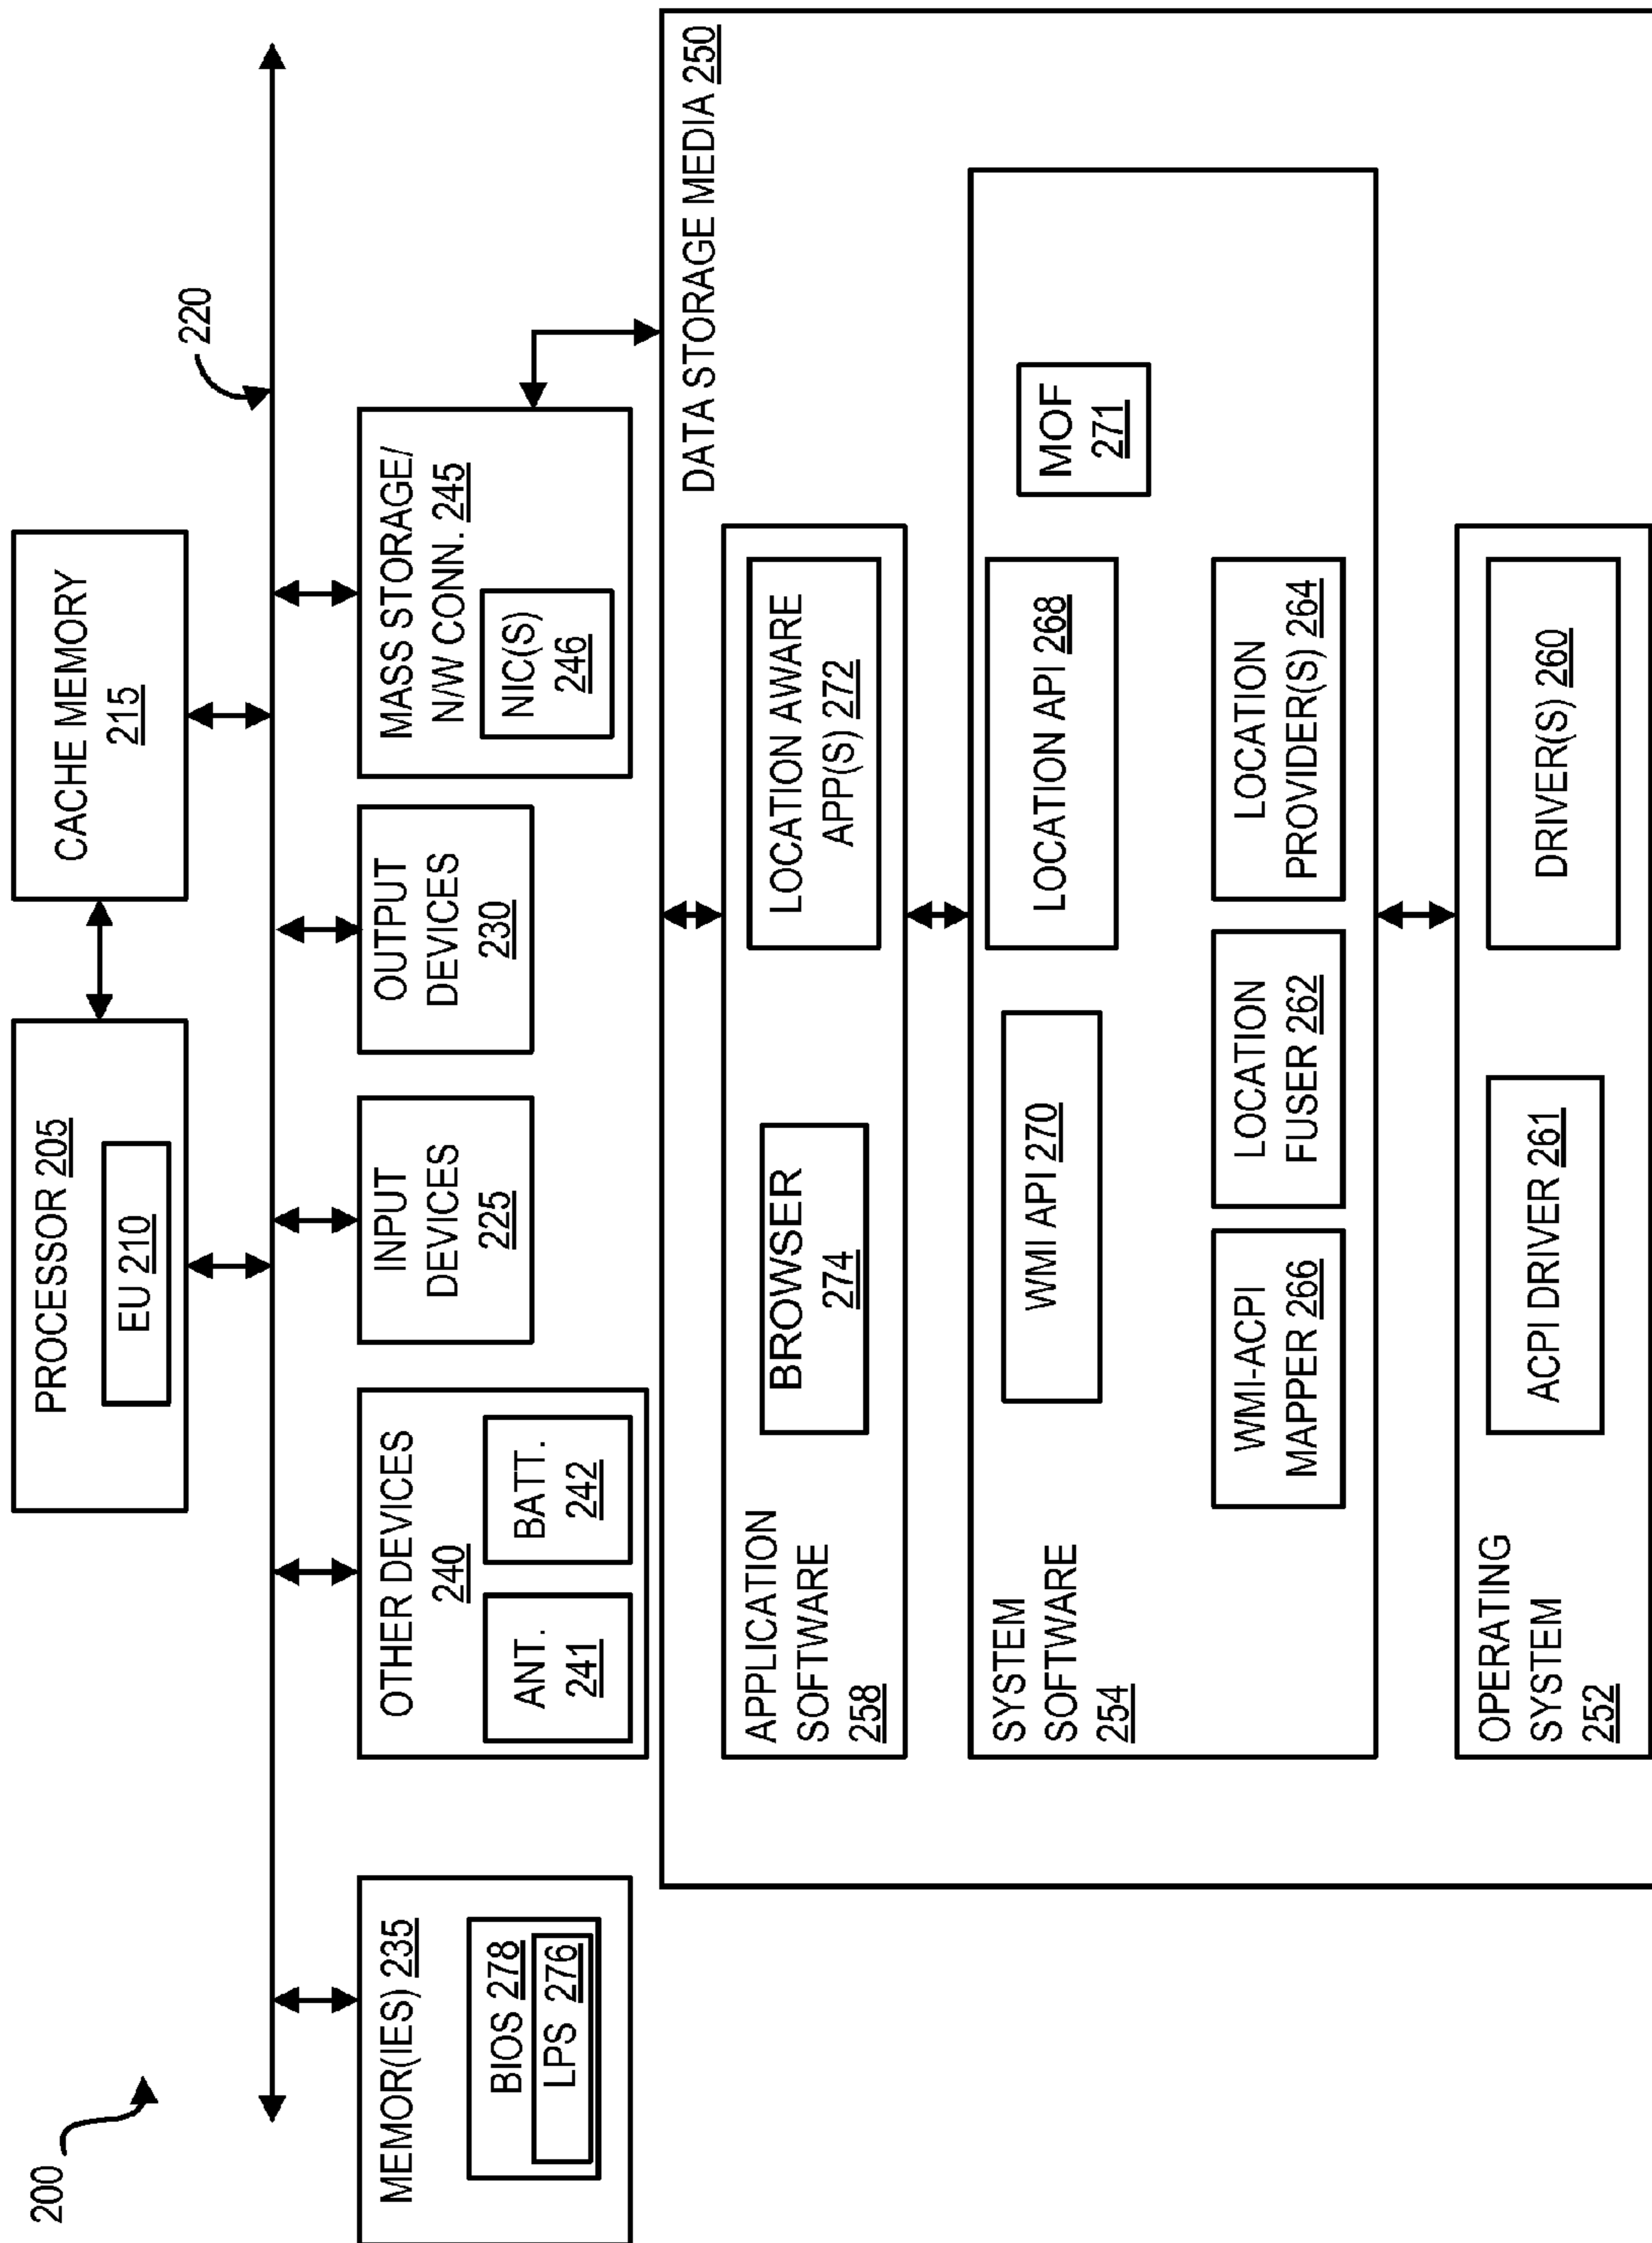 200
PROCESSOR 205
EU 210
CACHE MEMORY
215
220
MEMOR(IES) 235
BIOS 278
LPS 276
OTHER DEVICES
240
ANT.
241
BATT.
242
INPUT
DEVICES
225
OUTPUT
DEVICES
230
MASS STORAGE/
N/W CONN. 245
NIC(S)
246
DATA STORAGE MEDIA 250
APPLICATION
SOFTWARE
258
BROWSER
274
LOCATION AWARE
APP(S) 272
SYSTEM
SOFTWARE
254
WMI API 270
LOCATION API 268
MOF
271
WMI-ACPI
MAPPER 266
LOCATION
FUSER 262
LOCATION
PROVIDER(S) 264
OPERATING
SYSTEM
252
ACPI DRIVER 261
DRIVER(S) 260